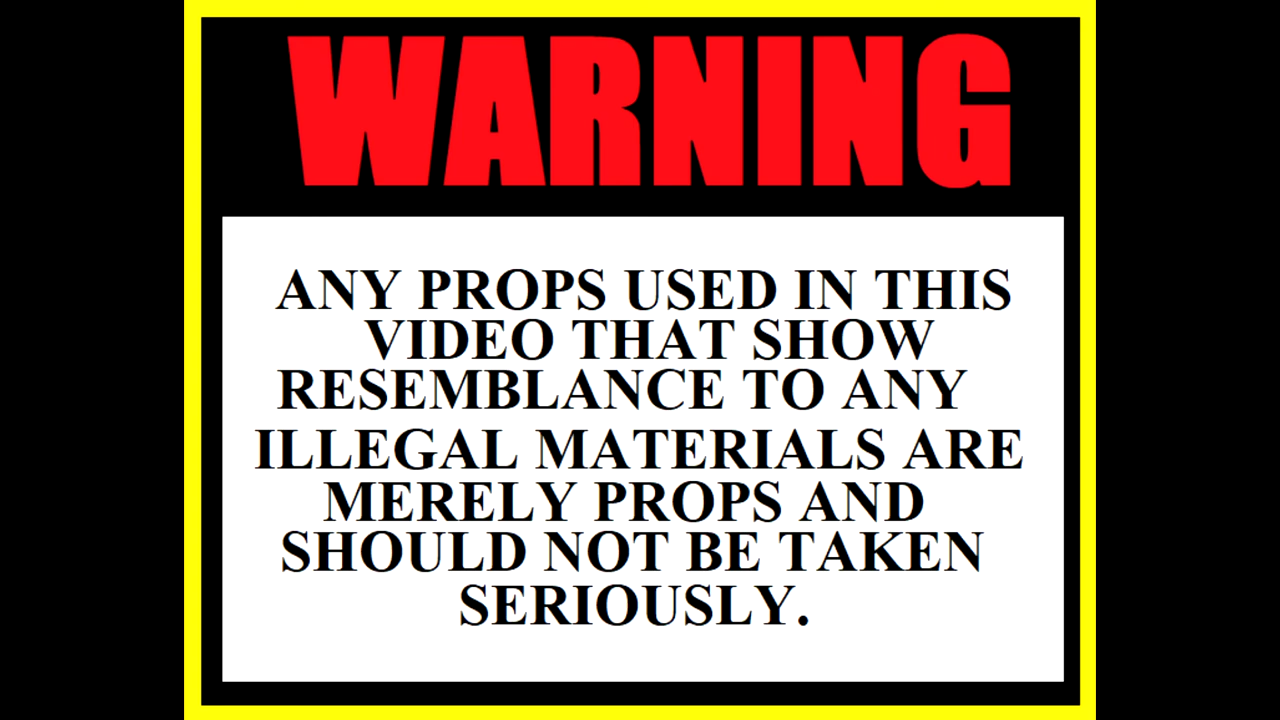 WARNING
ANY PROPS USED IN THIS
VIDEO THAT SHOW
RESEMBLANCE TO ANY
ILLEGAL MATERIALS ARE
MERELY PROPS AND
SHOULD NOT BE TAKEN
SERIOUSLY.